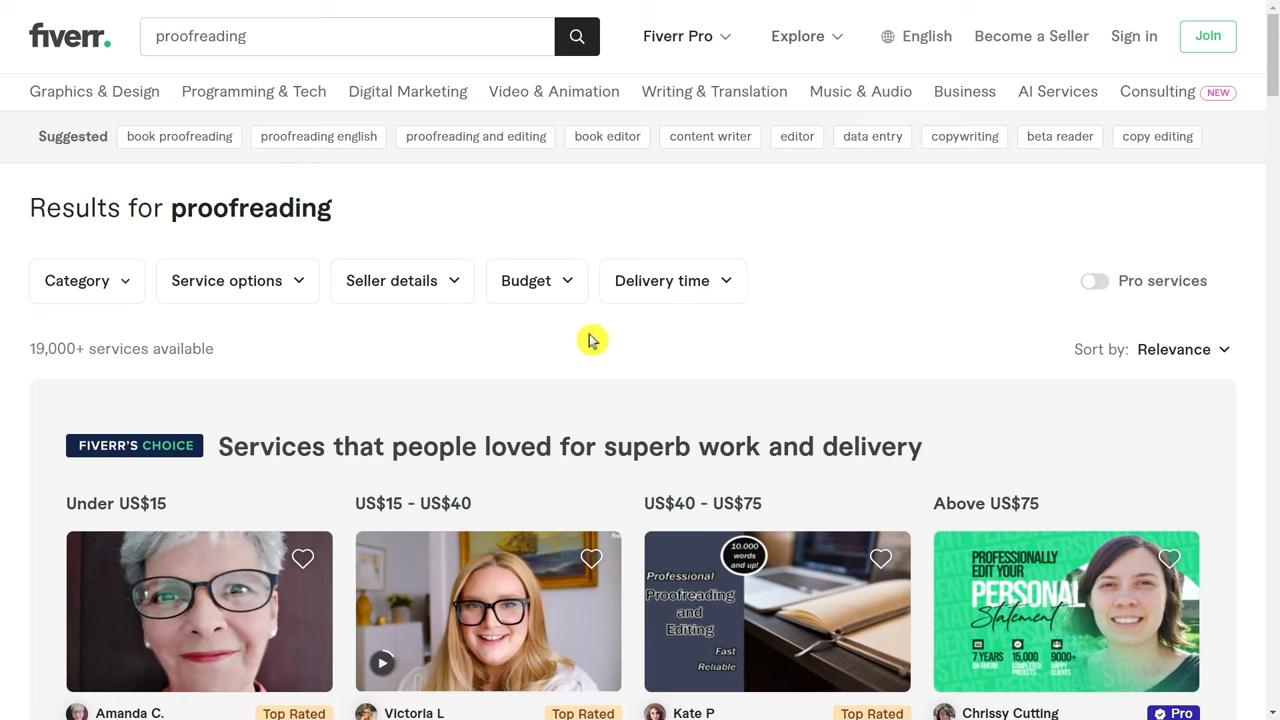 fiverr.
proofreading
Fiverr Pro
Explore
English
Become a Seller
Sign in
Join
Graphics & Design
Programming & Tech
Digital Marketing
Video & Animation
Writing & Translation
Music & Audio
Business
AI Services
Consulting NEW
Suggested
book proofreading
proofreading english
proofreading and editing
book editor
content writer
editor
data entry
copywriting
beta reader
copy editing
Results for proofreading
Category
Service options
Seller details
Budget
Delivery time
Pro services
19,000+ services available
Sort by: Relevance
FIVERR'S CHOICE
Services that people loved for superb work and delivery
Under US$15
US$15 - US$40
US$40 - US$75
Above US$75
10.000
words
and up!
Professional
Proofreading
and
Editing
Fast
Reliable
PROFESSIONALLY
EDIT YOUR
PERSONAL
Statement
7 YEARS
ON FIVERR
15,000
COMPLETED
PROJECTS
9000+
HAPPY
CLIENTS
Amanda C.
Top Rated
Victoria L
Top Rated
Kate P
Top Rated
Chrissy Cutting
Pro